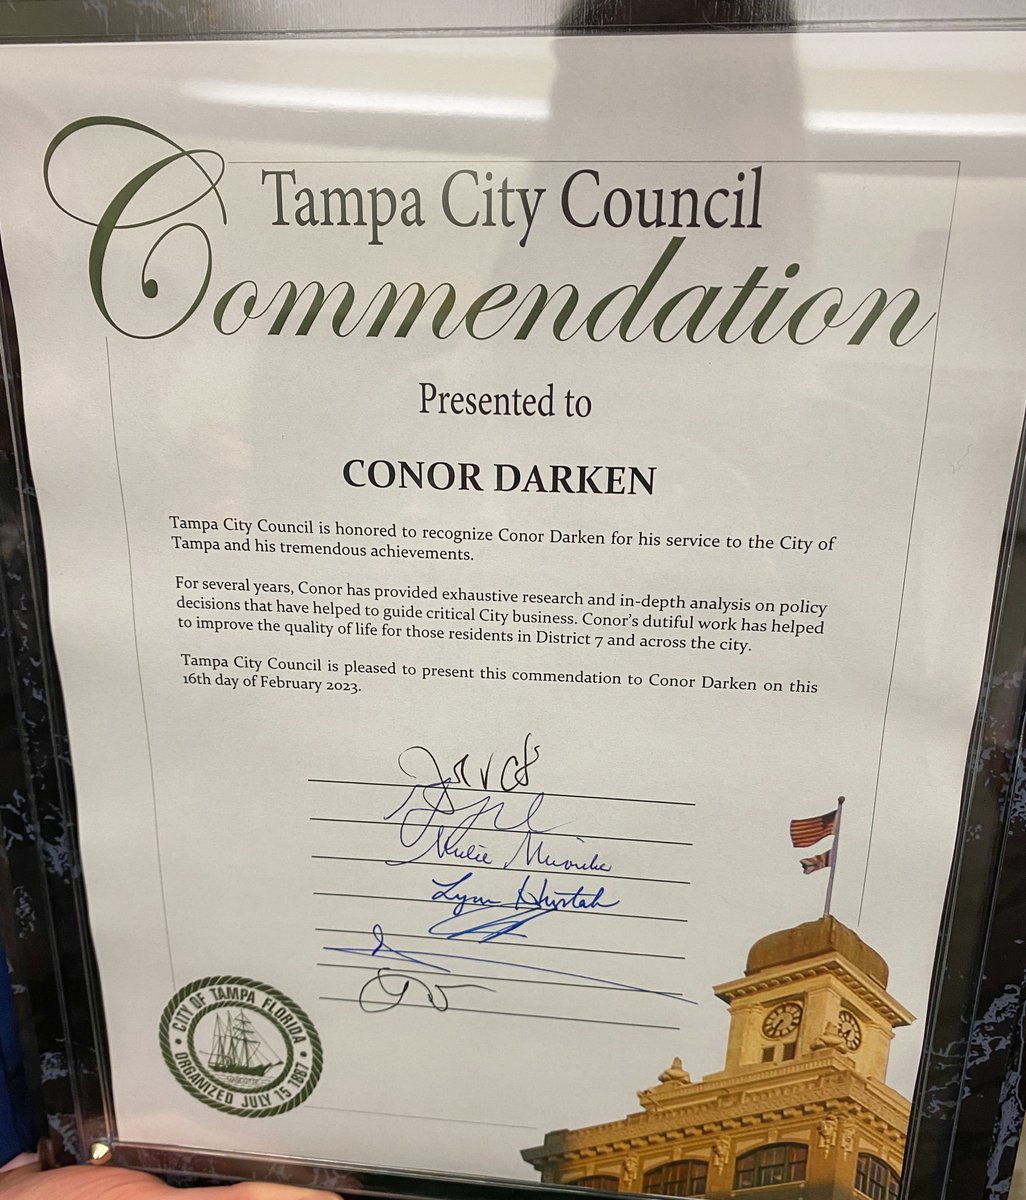 Tampa City Council
Commendation
Presented to
CONOR DARKEN
Tampa City Council is honored to recognize Conor Darken for his service to the City of
Tampa and his tremendous achievements.
For several years, Conor has provided exhaustive research and in-depth analysis on policy
decisions that have helped to guide critical City business. Conor's dutiful work has helped
to improve the quality of life for those residents in District 7 and across the city.
Tampa City Council is pleased to present this commendation to Conor Darken on this
16th day of February 2023.
Lynn Hurtak
CITY OF TAMPA, FLORIDA
ORGANIZED JULY 15 1887